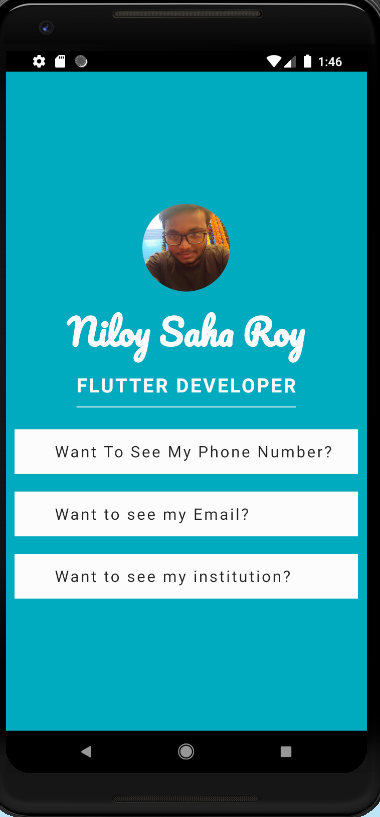 1:46
Niloy Saha Roy
FLUTTER DEVELOPER
Want To See My Phone Number?
Want to see my Email?
Want to see my institution?